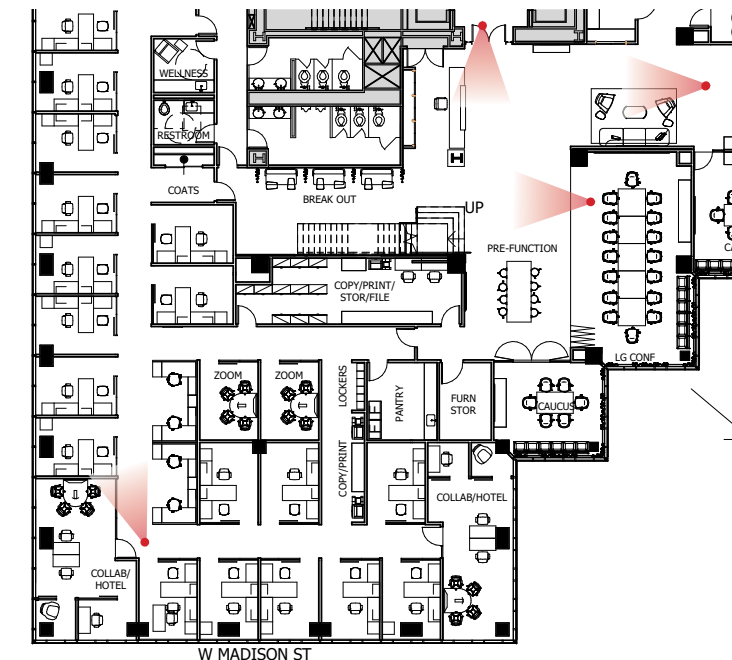 WELLNESS
RESTROOM
COATS
BREAK OUT
UP
PRE-FUNCTION
COPY/PRINT/
STOR/FILE
LG CONF
ZOOM
ZOOM
LOCKERS
PANTRY
FURN
STOR
CAUCUS
COPY/PRINT
COLLAB/HOTEL
COLLAB/
HOTEL
W MADISON ST